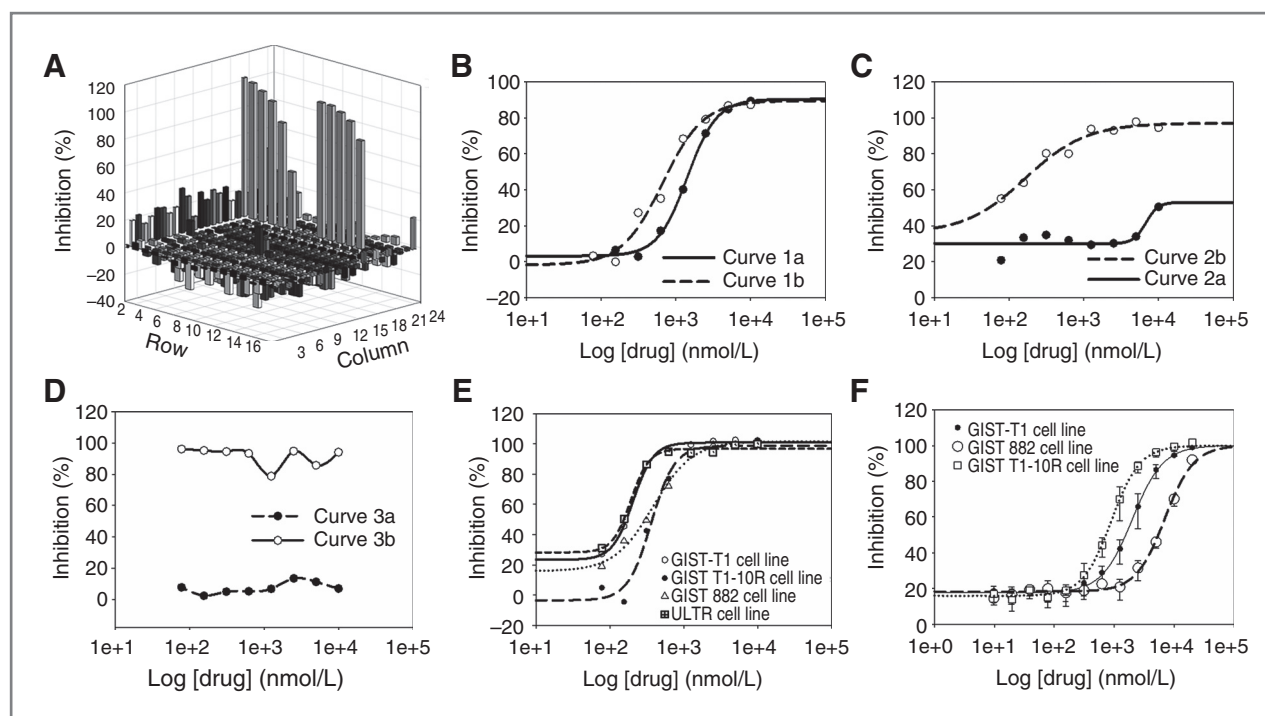 A
Inhibition (%)
120
100
80
60
40
20
0
−20
−40
2 4 6 8 10 12 14 16
Row
3 6 9 12 15 18 21 24
Column
B
Inhibition (%)
100
80
60
40
20
0
−20
Curve 1a
Curve 1b
1e+1 1e+2 1e+3 1e+4 1e+5
Log [drug] (nmol/L)
C
Inhibition (%)
120
100
80
60
40
20
0
Curve 2b
Curve 2a
1e+1 1e+2 1e+3 1e+4 1e+5
Log [drug] (nmol/L)
D
Inhibition (%)
120
100
80
60
40
20
0
Curve 3a
Curve 3b
1e+1 1e+2 1e+3 1e+4 1e+5
Log [drug] (nmol/L)
E
Inhibition (%)
120
100
80
60
40
20
0
−20
GIST-T1 cell line
GIST T1-10R cell line
GIST 882 cell line
ULTR cell line
1e+1 1e+2 1e+3 1e+4 1e+5
Log [drug] (nmol/L)
F
Inhibition (%)
120
100
80
60
40
20
0
GIST-T1 cell line
GIST 882 cell line
GIST T1-10R cell line
1e+0 1e+1 1e+2 1e+3 1e+4 1e+5
Log [drug] (nmol/L)